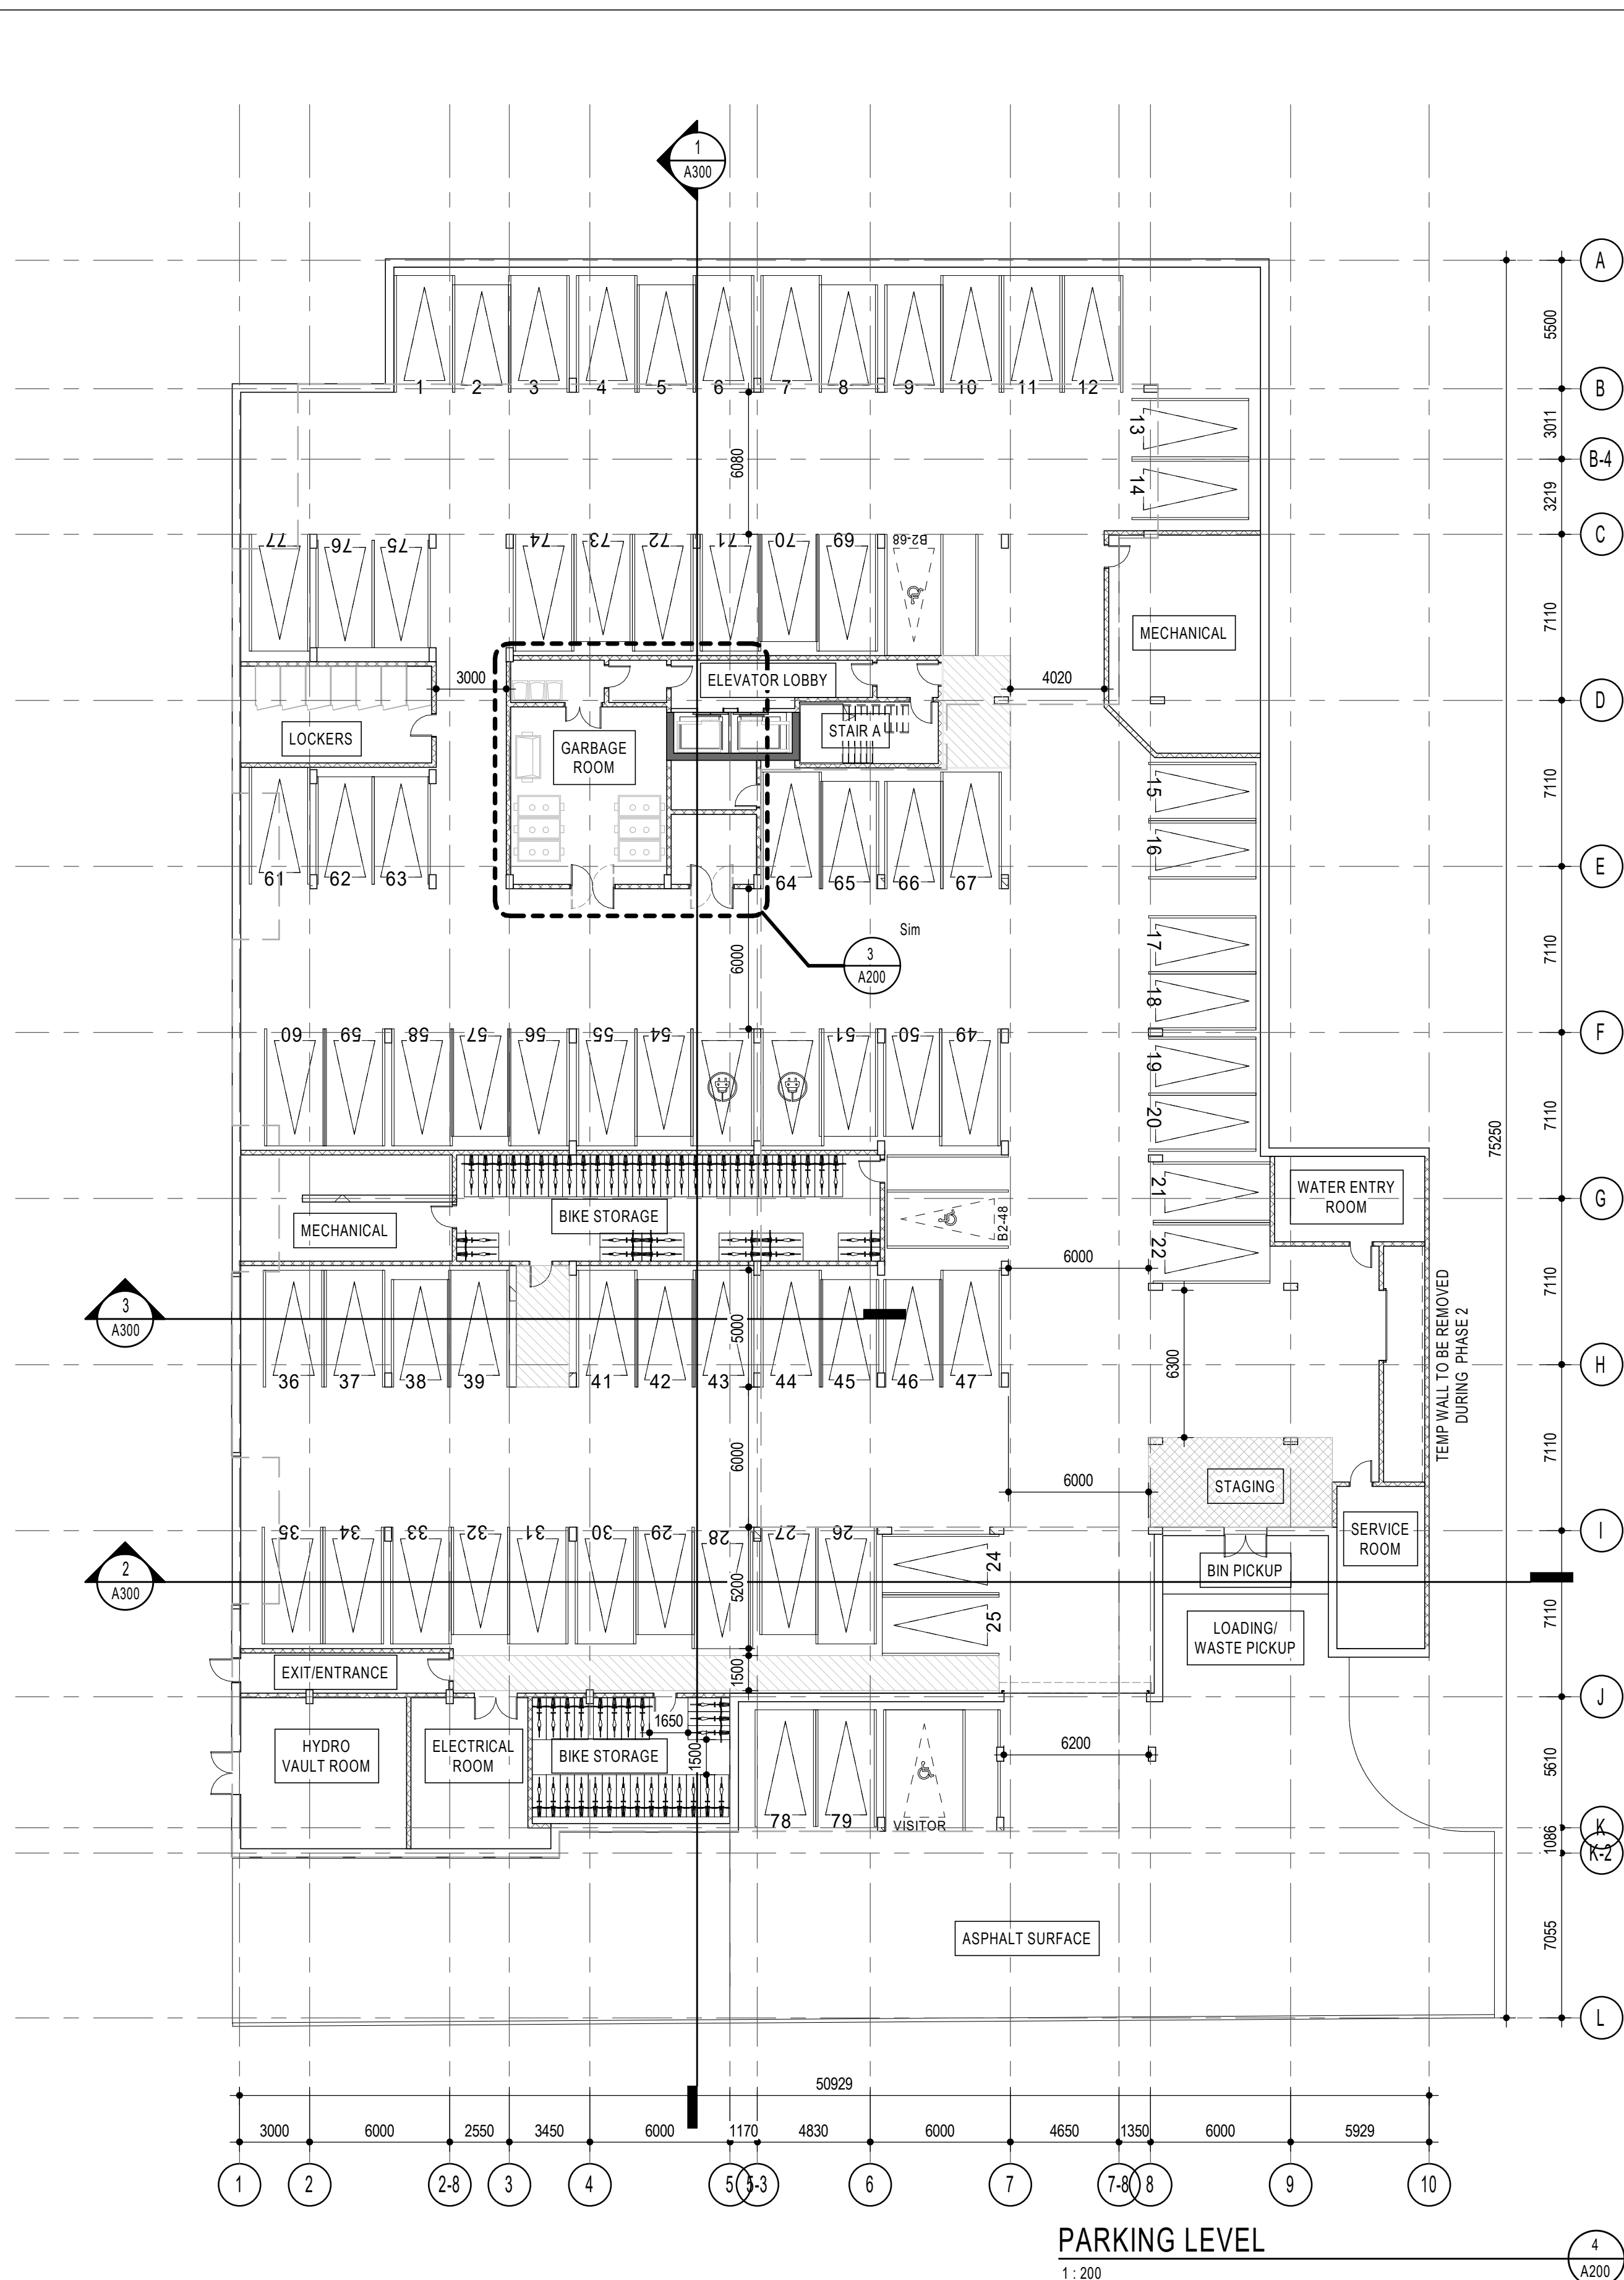 1
A300
A
5500
B
3011
B-4
3219
C
7110
D
7110
E
7110
F
7110
G
7110
H
7110
I
7110
J
5610
K
1086
K-2
7055
L
75250
1 2 3 4 5 6 7 8 9 10 11 12
13
14
6080
77 76 75 74 73 72 71 70 69 B2-68
MECHANICAL
3000
ELEVATOR LOBBY
4020
LOCKERS
GARBAGE
ROOM
STAIR A
15
16
61 62 63 64 65 66 67
17
18
6000
Sim
3
A200
60 59 58 57 56 55 54 51 50 49
19
20
21
22
WATER ENTRY
ROOM
MECHANICAL
BIKE STORAGE
B2-48
6000
3
A300
5000
6300
36 37 38 39 41 42 43 44 45 46 47
TEMP WALL TO BE REMOVED
DURING PHASE 2
6000
6000
STAGING
35 34 33 32 31 30 29 28 27 26
24
25
SERVICE
ROOM
BIN PICKUP
2
A300
5200
LOADING/
WASTE PICKUP
EXIT/ENTRANCE
1500
HYDRO
VAULT ROOM
ELECTRICAL
ROOM
BIKE STORAGE
1650
1500
6200
78 79 VISITOR
ASPHALT SURFACE
50929
3000 6000 2550 3450 6000 1170 4830 6000 4650 1350 6000 5929
1 2 2-8 3 4 5 5-3 6 7 7-8 8 9 10
PARKING LEVEL
1 : 200
4
A200